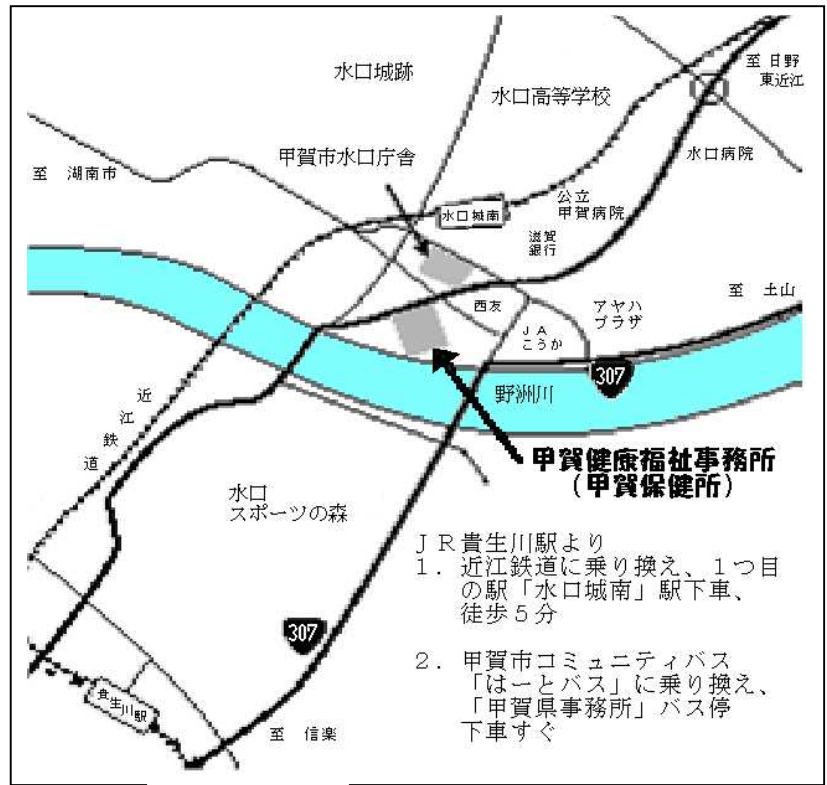 水口城跡
水口高等学校
至 日野
東近江
甲賀市水口庁舎
水口病院
至 湖南市
公立
甲賀病院
水口城南
滋賀
銀行
西友
アヤハ
プラザ
至 土山
ＪＡ
こうか
307
野洲川
近江鉄道
甲賀健康福祉事務所
（甲賀保健所）
水口
スポーツの森
ＪＲ貴生川駅より
１．近江鉄道に乗り換え、１つ目
の駅「水口城南」駅下車、
徒歩５分
307
２．甲賀市コミュニティバス
「はーとバス」に乗り換え、
「甲賀県事務所」バス停
下車すぐ
貴生川駅
至 信楽